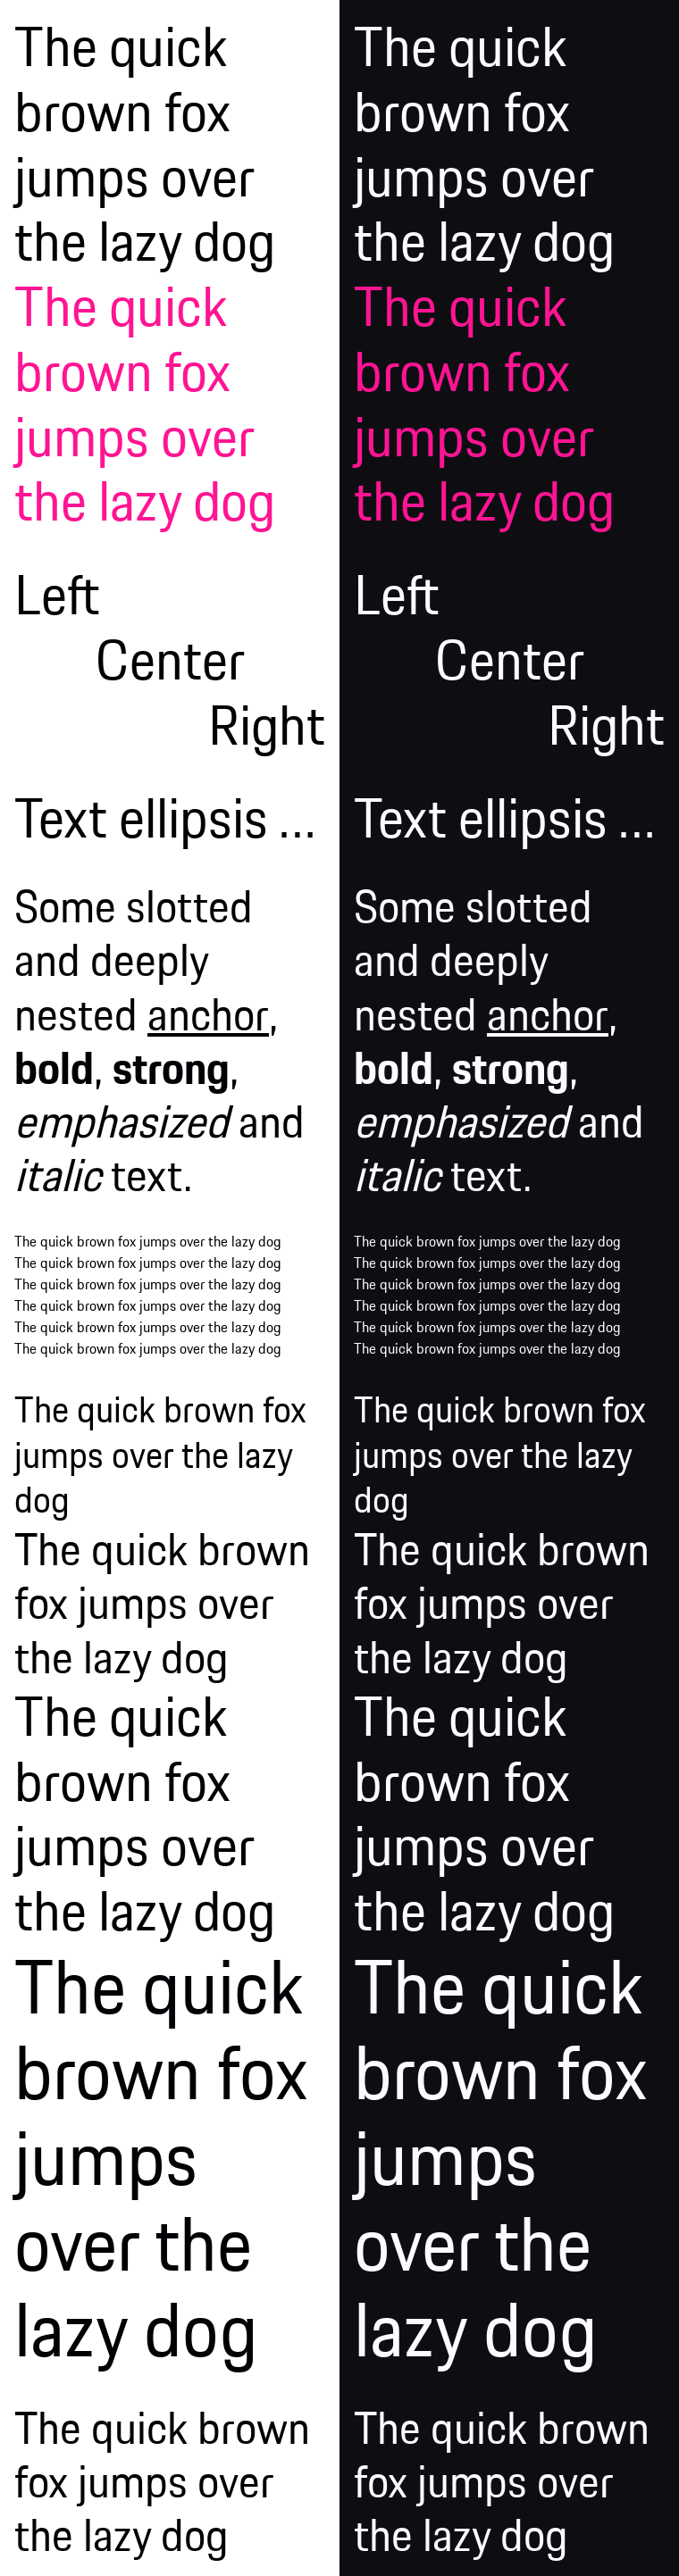 The quick
brown fox
jumps over
the lazy dog
The quick
brown fox
jumps over
the lazy dog
Left
Center
Right
Text ellipsis ...
Some slotted
and deeply
nested anchor,
bold, strong,
emphasized and
italic text.
The quick brown fox jumps over the lazy dog
The quick brown fox jumps over the lazy dog
The quick brown fox jumps over the lazy dog
The quick brown fox jumps over the lazy dog
The quick brown fox jumps over the lazy dog
The quick brown fox jumps over the lazy dog
The quick brown fox
jumps over the lazy
dog
The quick brown
fox jumps over
the lazy dog
The quick
brown fox
jumps over
the lazy dog
The quick
brown fox
jumps
over the
lazy dog
The quick brown
fox jumps over
the lazy dog
The quick
brown fox
jumps over
the lazy dog
The quick
brown fox
jumps over
the lazy dog
Left
Center
Right
Text ellipsis ...
Some slotted
and deeply
nested anchor,
bold, strong,
emphasized and
italic text.
The quick brown fox jumps over the lazy dog
The quick brown fox jumps over the lazy dog
The quick brown fox jumps over the lazy dog
The quick brown fox jumps over the lazy dog
The quick brown fox jumps over the lazy dog
The quick brown fox jumps over the lazy dog
The quick brown fox
jumps over the lazy
dog
The quick brown
fox jumps over
the lazy dog
The quick
brown fox
jumps over
the lazy dog
The quick
brown fox
jumps
over the
lazy dog
The quick brown
fox jumps over
the lazy dog